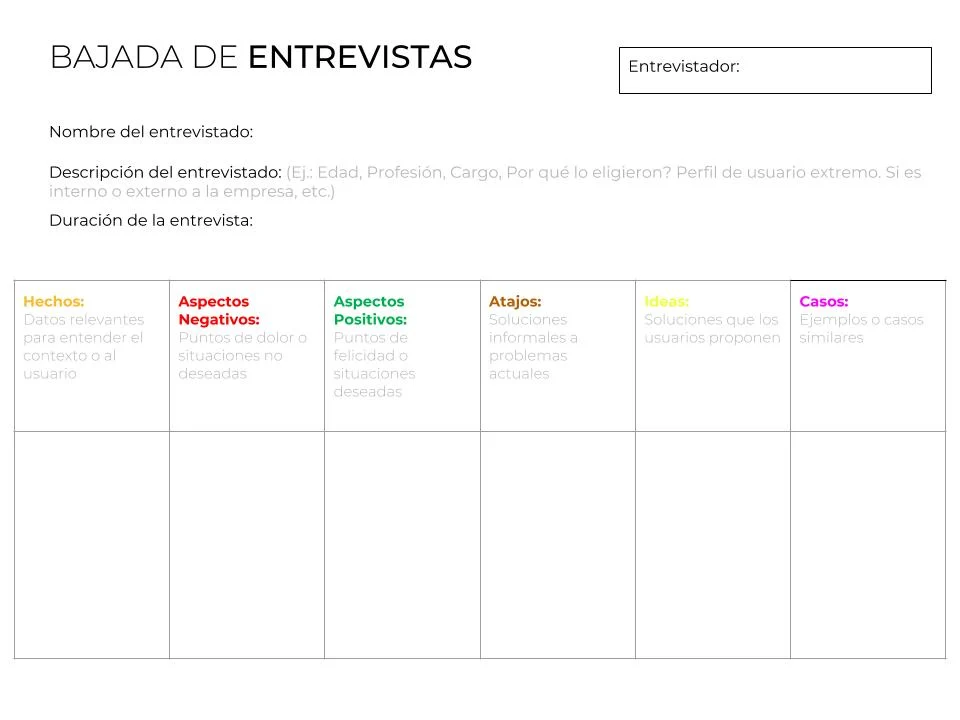 BAJADA DE ENTREVISTAS
Entrevistador:
Nombre del entrevistado:
Descripción del entrevistado: (Ej.: Edad, Profesión, Cargo, Por qué lo eligieron? Perfil de usuario extremo. Si es
interno o externo a la empresa, etc.)
Duración de la entrevista:
Hechos:
Datos relevantes
para entender el
contexto o al
usuario
Aspectos
Negativos:
Puntos de dolor o
situaciones no
deseadas
Aspectos
Positivos:
Puntos de
felicidad o
situaciones
deseadas
Atajos:
Soluciones
informales a
problemas
actuales
Ideas:
Soluciones que los
usuarios proponen
Casos:
Ejemplos o casos
similares